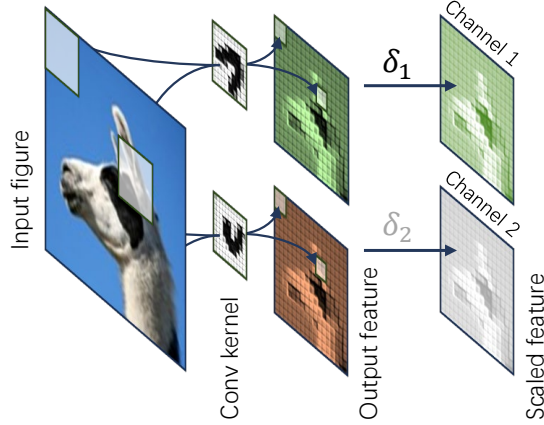 Input figure
Conv kernel
δ₁
δ₂
Output feature
Channel 1
Channel 2
Scaled feature